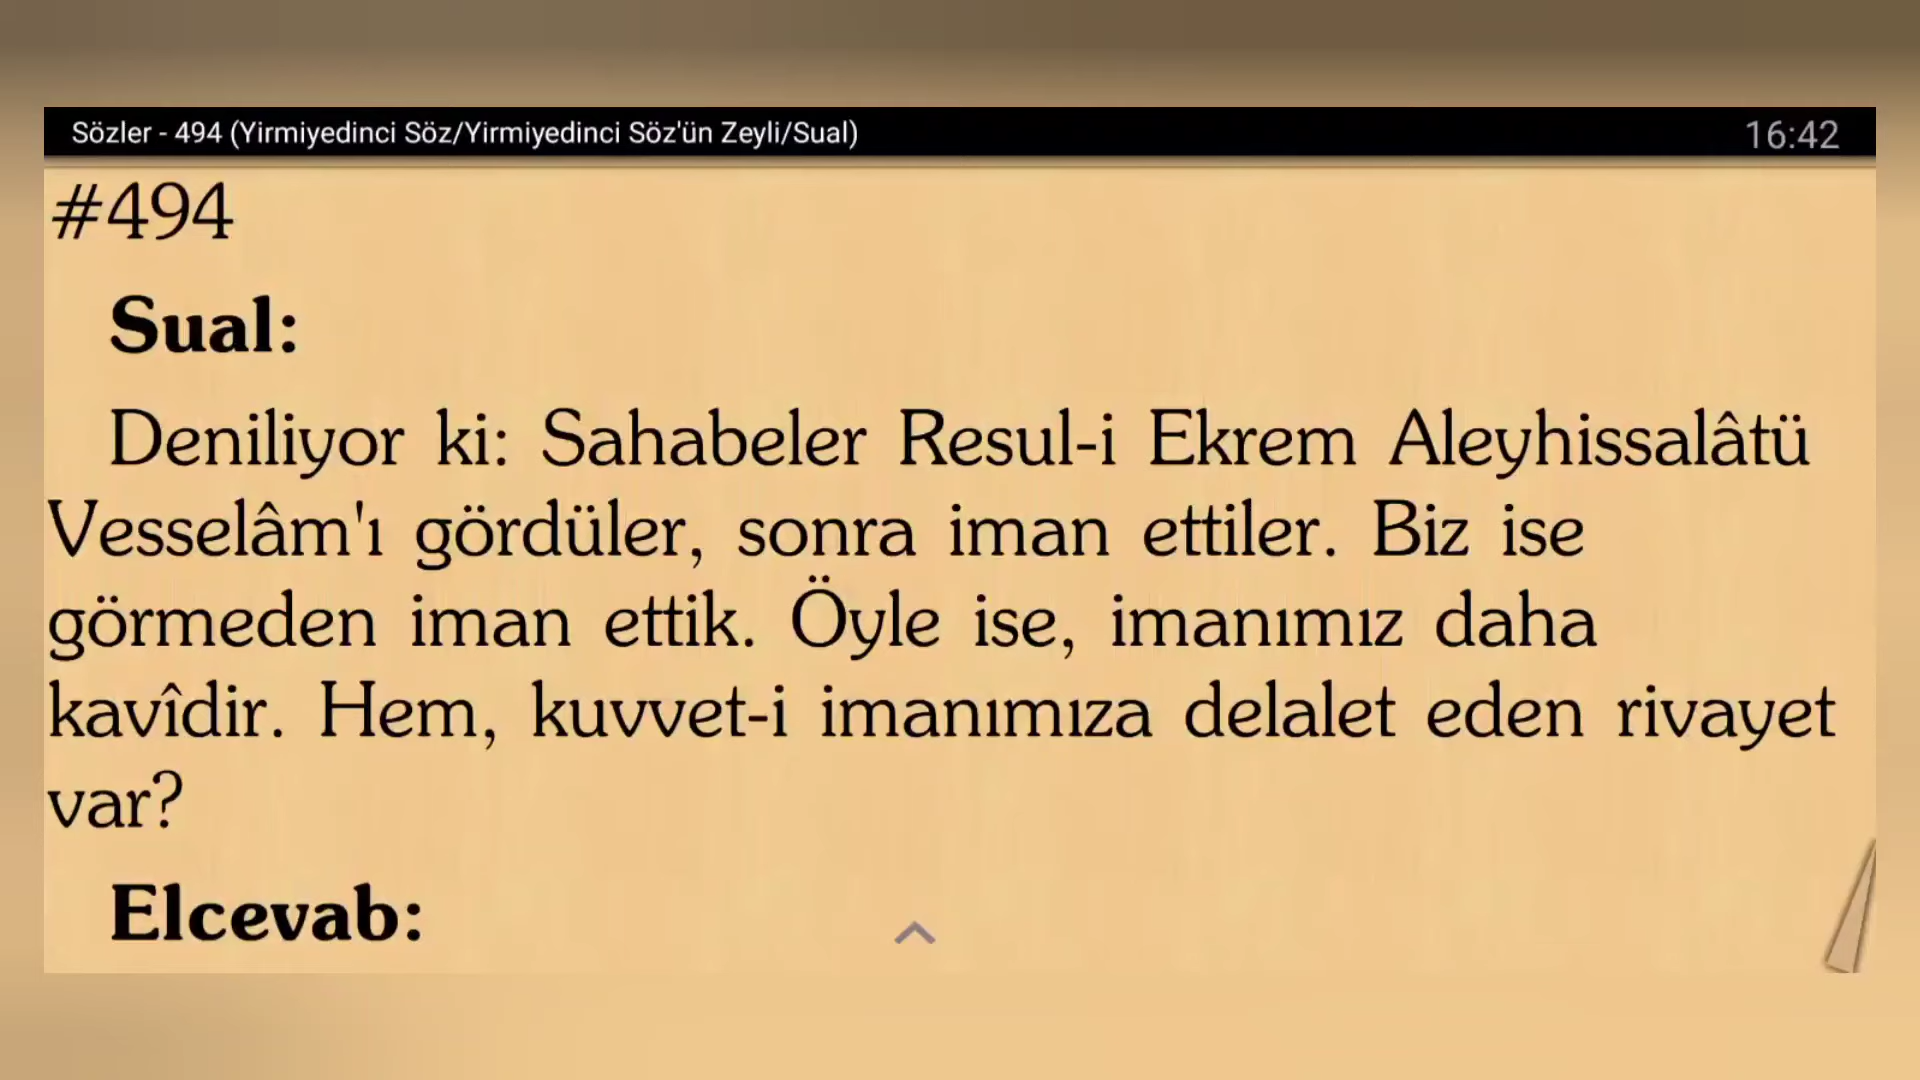 Sözler - 494 (Yirmiyedinci Söz/Yirmiyedinci Söz'ün Zeyli/Sual)
16:42
#494
Sual:
Deniliyor ki: Sahabeler Resul-i Ekrem Aleyhissalâtü
Vesselâm'ı gördüler, sonra iman ettiler. Biz ise
görmeden iman ettik. Öyle ise, imanımız daha
kavîdir. Hem, kuvvet-i imanımıza delalet eden rivayet
var?
Elcevab: